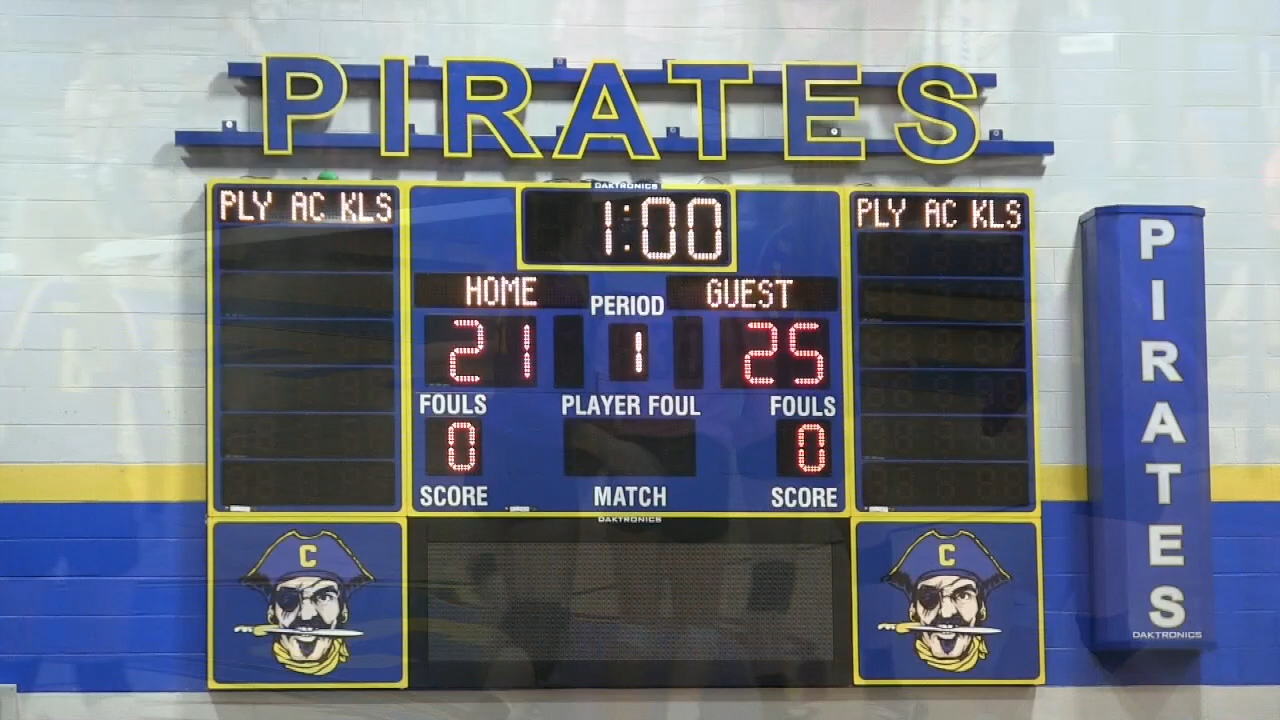 PIRATES
DAKTRONICS
PLY AC KLS
1:00
PLY AC KLS
HOME
PERIOD
GUEST
21
1
25
FOULS
PLAYER FOUL
FOULS
0
0
SCORE
MATCH
SCORE
DAKTRONICS
C
C
PIRATES
DAKTRONICS